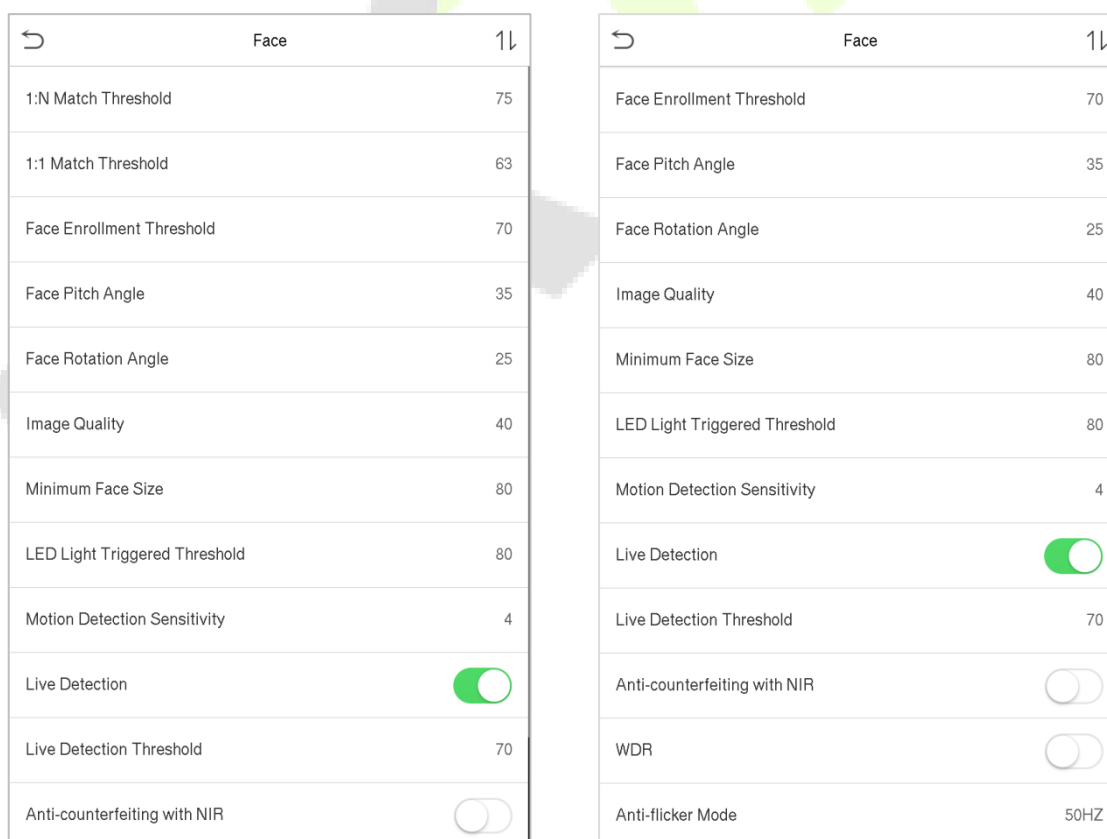 Face
1:N Match Threshold 75
1:1 Match Threshold 63
Face Enrollment Threshold 70
Face Pitch Angle 35
Face Rotation Angle 25
Image Quality 40
Minimum Face Size 80
LED Light Triggered Threshold 80
Motion Detection Sensitivity 4
Live Detection
Live Detection Threshold 70
Anti-counterfeiting with NIR
Face
Face Enrollment Threshold 70
Face Pitch Angle 35
Face Rotation Angle 25
Image Quality 40
Minimum Face Size 80
LED Light Triggered Threshold 80
Motion Detection Sensitivity 4
Live Detection
Live Detection Threshold 70
Anti-counterfeiting with NIR
WDR
Anti-flicker Mode 50HZ